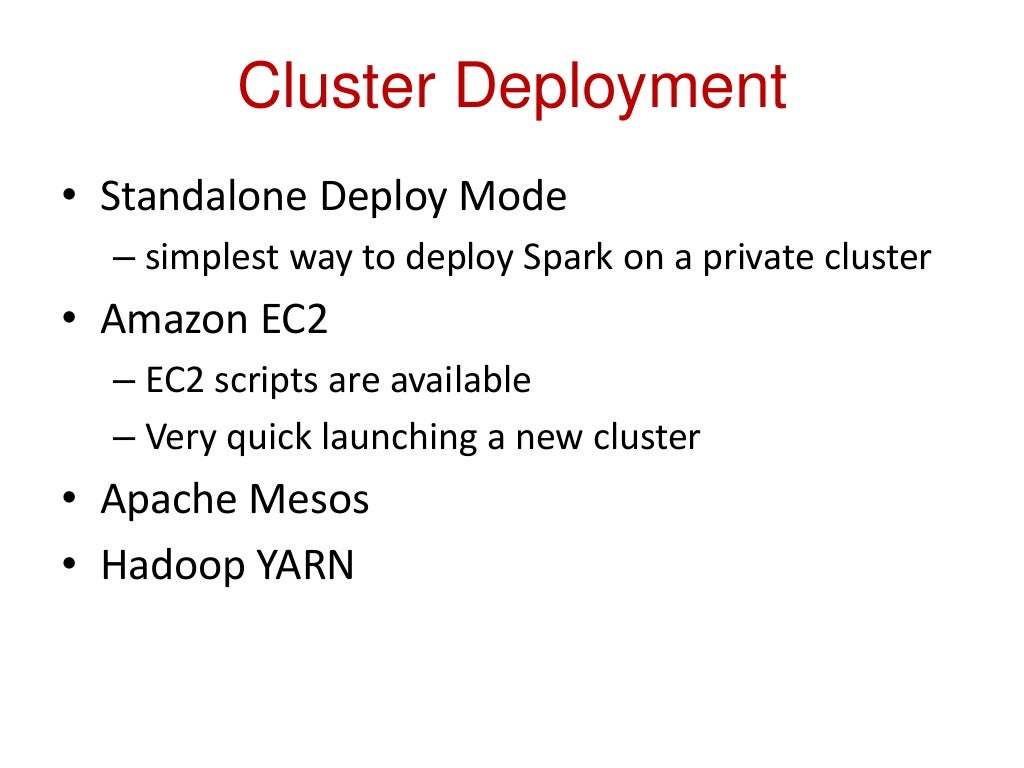 Cluster Deployment
• Standalone Deploy Mode
– simplest way to deploy Spark on a private cluster
• Amazon EC2
– EC2 scripts are available
– Very quick launching a new cluster
• Apache Mesos
• Hadoop YARN